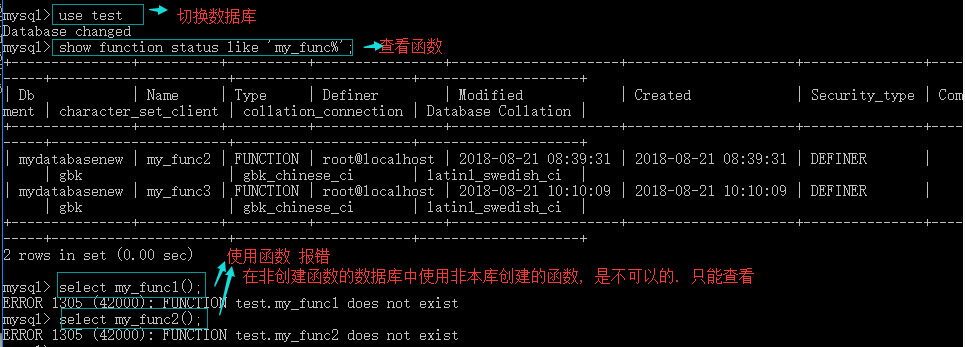 mysql> use test 切换数据库
Database changed
mysql> show function status like 'my_func%'; 查看函数
+---------------+----------+----------+----------------+---------------------+---------------------+---------------+----
-----+----------------------+----------------------+--------------------+
| Db | Name | Type | Definer | Modified | Created | Security_type | Com
ment | character_set_client | collation_connection | Database Collation |
+---------------+----------+----------+----------------+---------------------+---------------------+---------------+----
-----+----------------------+----------------------+--------------------+
| mydatabasenew | my_func2 | FUNCTION | root@localhost | 2018-08-21 08:39:31 | 2018-08-21 08:39:31 | DEFINER |
| gbk | gbk_chinese_ci | latin1_swedish_ci |
| mydatabasenew | my_func3 | FUNCTION | root@localhost | 2018-08-21 10:10:09 | 2018-08-21 10:10:09 | DEFINER |
| gbk | gbk_chinese_ci | latin1_swedish_ci |
+---------------+----------+----------+----------------+---------------------+---------------------+---------------+----
-----+----------------------+----------------------+--------------------+
2 rows in set (0.00 sec) 使用函数 报错
在非创建函数的数据库中使用非本库创建的函数，是不可以的．只能查看
mysql> select my_func1();
ERROR 1305 (42000): FUNCTION test.my_func1 does not exist
mysql> select my_func2();
ERROR 1305 (42000): FUNCTION test.my_func2 does not exist